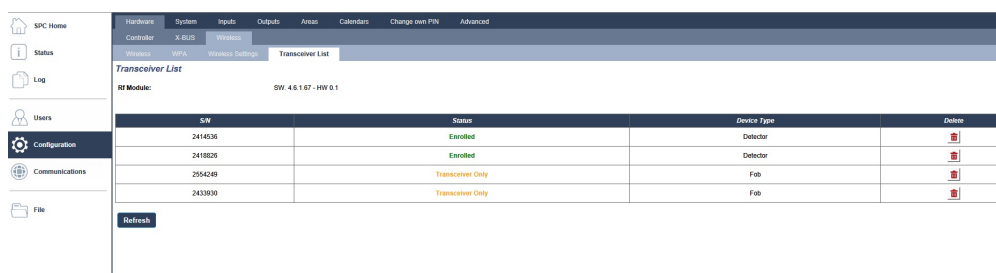 SPC Home
Status
Log
Users
Configuration
Communications
File
Hardware System Inputs Outputs Areas Calendars Change own PIN Advanced
Controller X-BUS Wireless
Wireless WPA Wireless Settings Transceiver List
Transceiver List
Rf Module: SW. 4.6.1.67 - HW 0.1
S/N Status Device Type Delete
2414536 Enrolled Detector
2418826 Enrolled Detector
2554249 Transceiver Only Fob
2433930 Transceiver Only Fob
Refresh